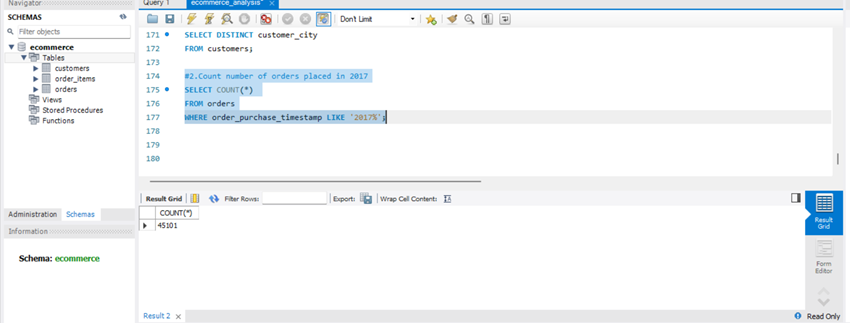 Navigator
Query 1
ecommerce_analysis*
SCHEMAS
Filter objects
ecommerce
Tables
customers
order_items
orders
Views
Stored Procedures
Functions
Administration Schemas
Information
Schema: ecommerce
Don't Limit
171 SELECT DISTINCT customer_city
172 FROM customers;
173
174 #2.Count number of orders placed in 2017
175 SELECT COUNT(*)
176 FROM orders
177 WHERE order_purchase_timestamp LIKE '2017%';
178
179
180
Result Grid Filter Rows: Export: Wrap Cell Content:
COUNT(*)
45101
Result
Grid
Form
Editor
Result 2
Read Only